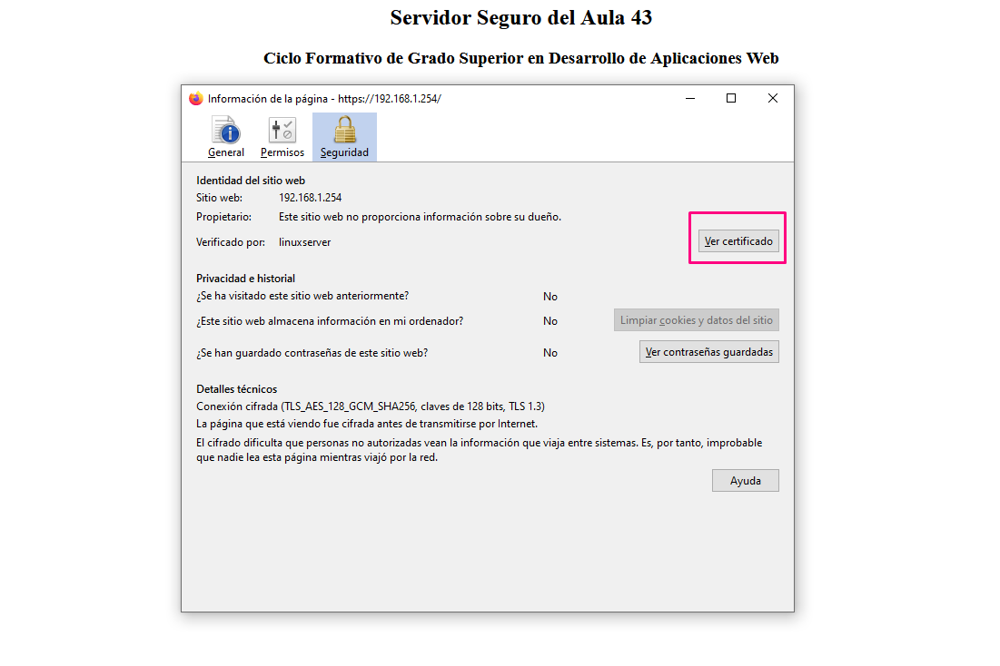 Servidor Seguro del Aula 43
Ciclo Formativo de Grado Superior en Desarrollo de Aplicaciones Web
Información de la página - https://192.168.1.254/
General Permisos Seguridad
Identidad del sitio web
Sitio web: 192.168.1.254
Propietario: Este sitio web no proporciona información sobre su dueño.
Verificado por: linuxserver Ver certificado
Privacidad e historial
¿Se ha visitado este sitio web anteriormente? No
¿Este sitio web almacena información en mi ordenador? No Limpiar cookies y datos del sitio
¿Se han guardado contraseñas de este sitio web? No Ver contraseñas guardadas
Detalles técnicos
Conexión cifrada (TLS_AES_128_GCM_SHA256, claves de 128 bits, TLS 1.3)
La página que está viendo fue cifrada antes de transmitirse por Internet.
El cifrado dificulta que personas no autorizadas vean la información que viaja entre sistemas. Es, por tanto, improbable
que nadie lea esta página mientras viajó por la red.
Ayuda